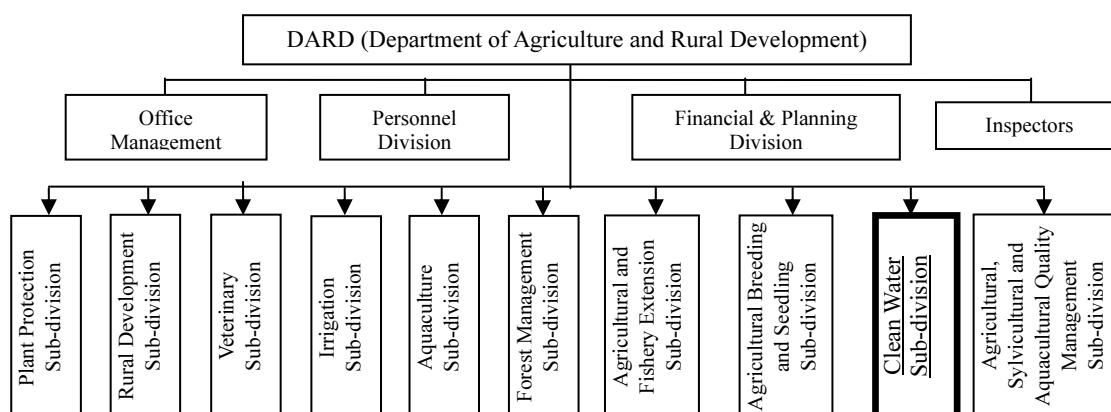 DARD (Department of Agriculture and Rural Development)
Office
Management
Personnel
Division
Financial & Planning
Division
Inspectors
Plant Protection
Sub-division
Rural Development
Sub-division
Veterinary
Sub-division
Irrigation
Sub-division
Aquaculture
Sub-division
Forest Management
Sub-division
Agricultural and
Fishery Extension
Sub-division
Agricultural Breeding
and Seedling
Sub-division
Clean Water
Sub-division
Agricultural,
Sylvicultural and
Aquacultural Quality
Management
Sub-division